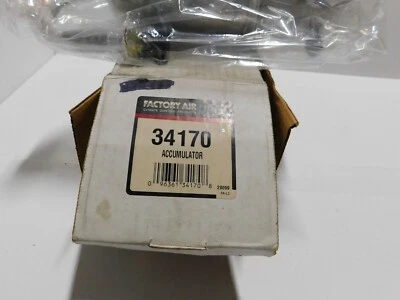 FACTORY AIR
34170
ACCUMULATOR
0 96361 34170 8